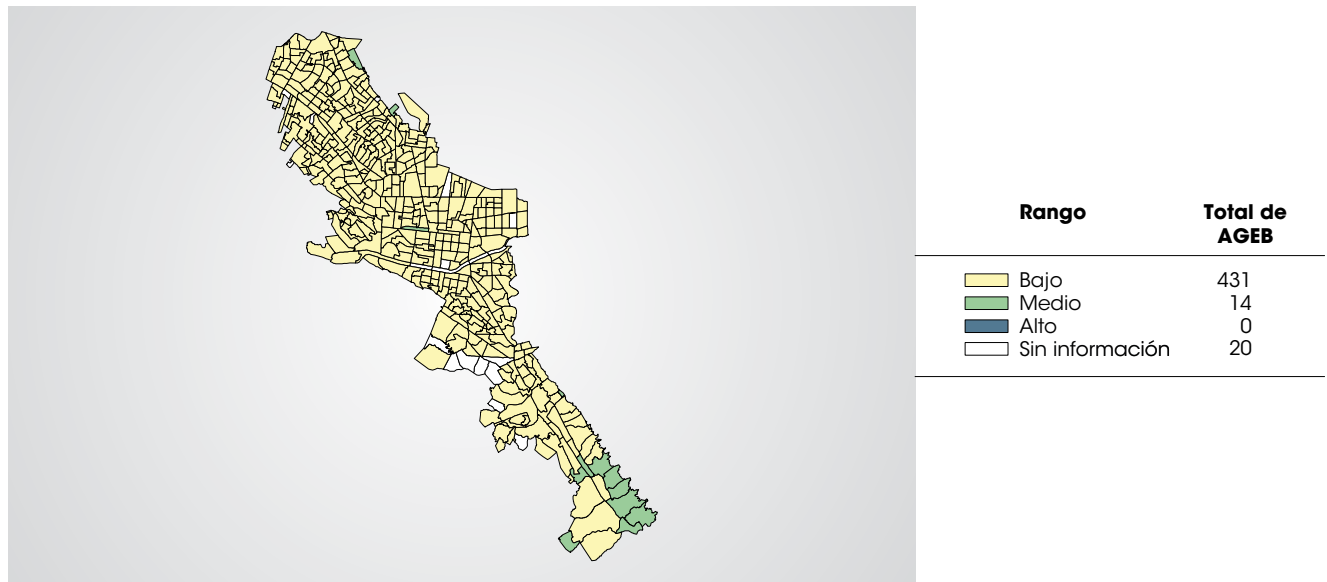 Rango Total de
AGEB
Bajo 431
Medio 14
Alto 0
Sin información 20